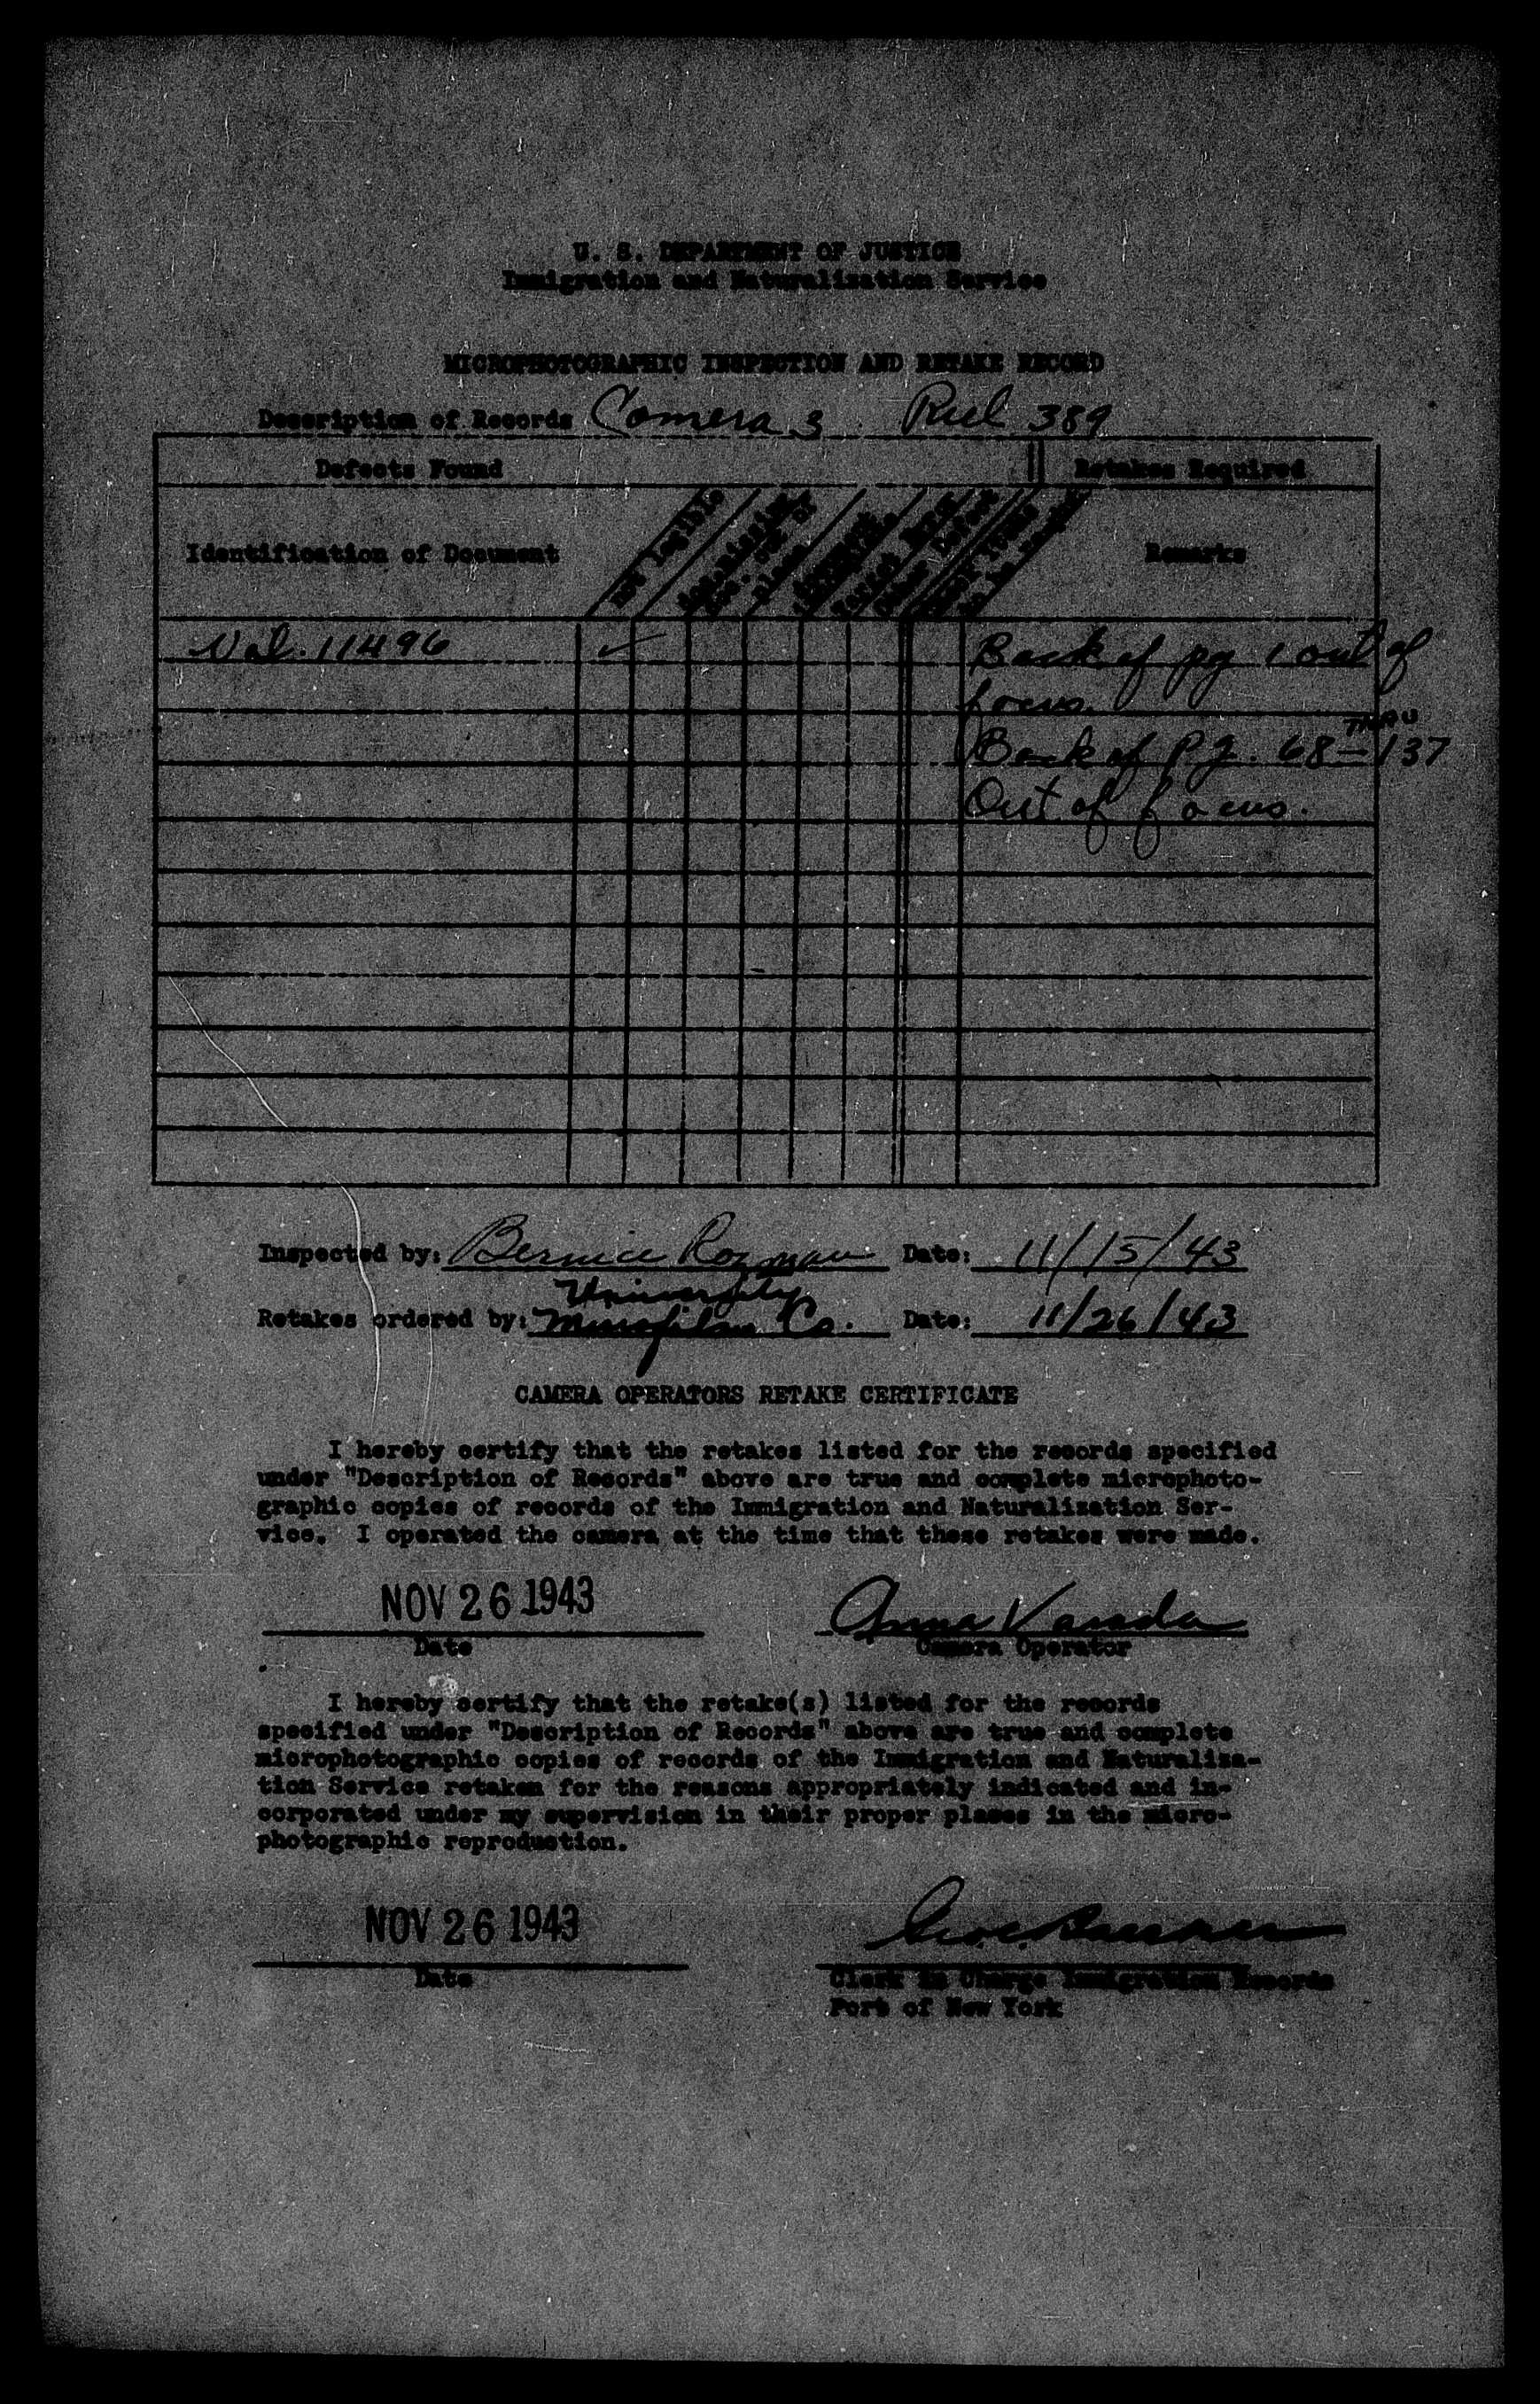 U. S. DEPARTMENT OF JUSTICE
Immigration and Naturalization Service
MICROPHOTOGRAPHIC INSPECTION AND RETAKE RECORD
Description of Records Camera 3 Reel 389
Defects Found Retakes Required
Identification of Document Not legible Remarks
Vol. 11496 ✓ Back of pg 1 out of
focus.
Back of Pg. 68 - THRU 137
Out of focus.
Inspected by: Bernice Date: 11/15/43
University
Retakes ordered by: Microfilm Co. Date: 11/26/43
CAMERA OPERATORS RETAKE CERTIFICATE
I hereby certify that the retakes listed for the records specified
under "Description of Records" above are true and complete microphoto-
graphic copies of records of the Immigration and Naturalization Ser-
vice. I operated the camera at the time that these retakes were made.
NOV 26 1943 Anna
Date Camera Operator
I hereby certify that the retake(s) listed for the records
specified under "Description of Records" above are true and complete
microphotographic copies of records of the Immigration and Naturaliza-
tion Service retaken for the reasons appropriately indicated and in-
corporated under my supervision in their proper places in the micro-
photographic reproduction.
NOV 26 1943
Date Clerk in Charge Immigration Records
Port of New York